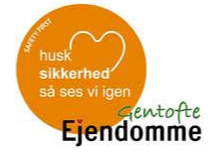 SAFETY FIRST
husk
sikkerhed
så ses vi igen
Gentofte
Ejendomme